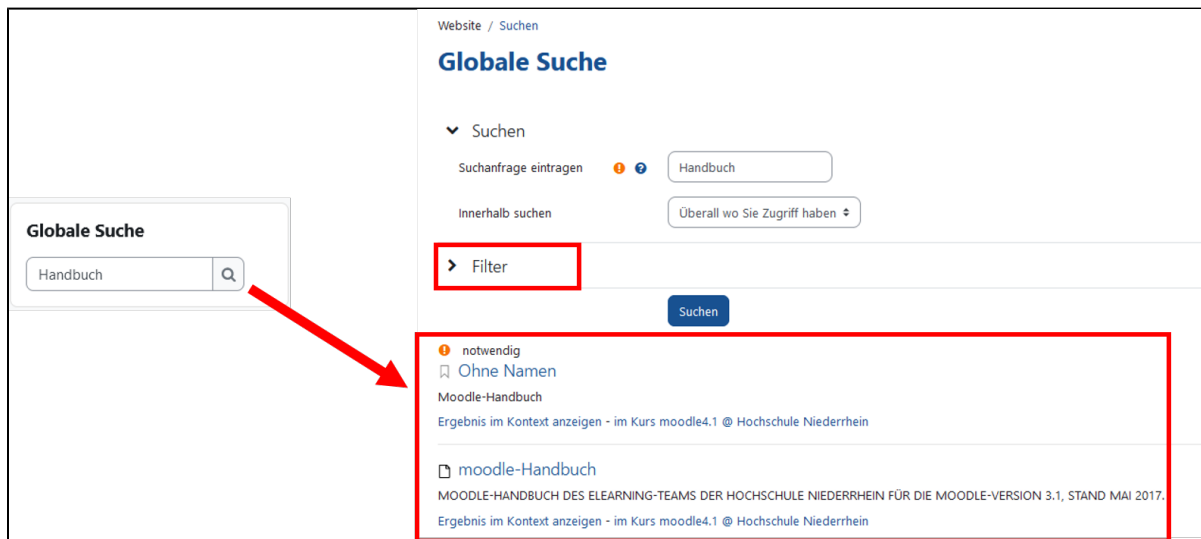 Globale Suche
Handbuch
Website / Suchen
Globale Suche
Suchen
Suchanfrage eintragen
Handbuch
Innerhalb suchen
Überall wo Sie Zugriff haben
Filter
Suchen
notwendig
Ohne Namen
Moodle-Handbuch
Ergebnis im Kontext anzeigen - im Kurs moodle4.1 @ Hochschule Niederrhein
moodle-Handbuch
MOODLE-HANDBUCH DES ELEARNING-TEAMS DER HOCHSCHULE NIEDERRHEIN FÜR DIE MOODLE-VERSION 3.1, STAND MAI 2017.
Ergebnis im Kontext anzeigen - im Kurs moodle4.1 @ Hochschule Niederrhein